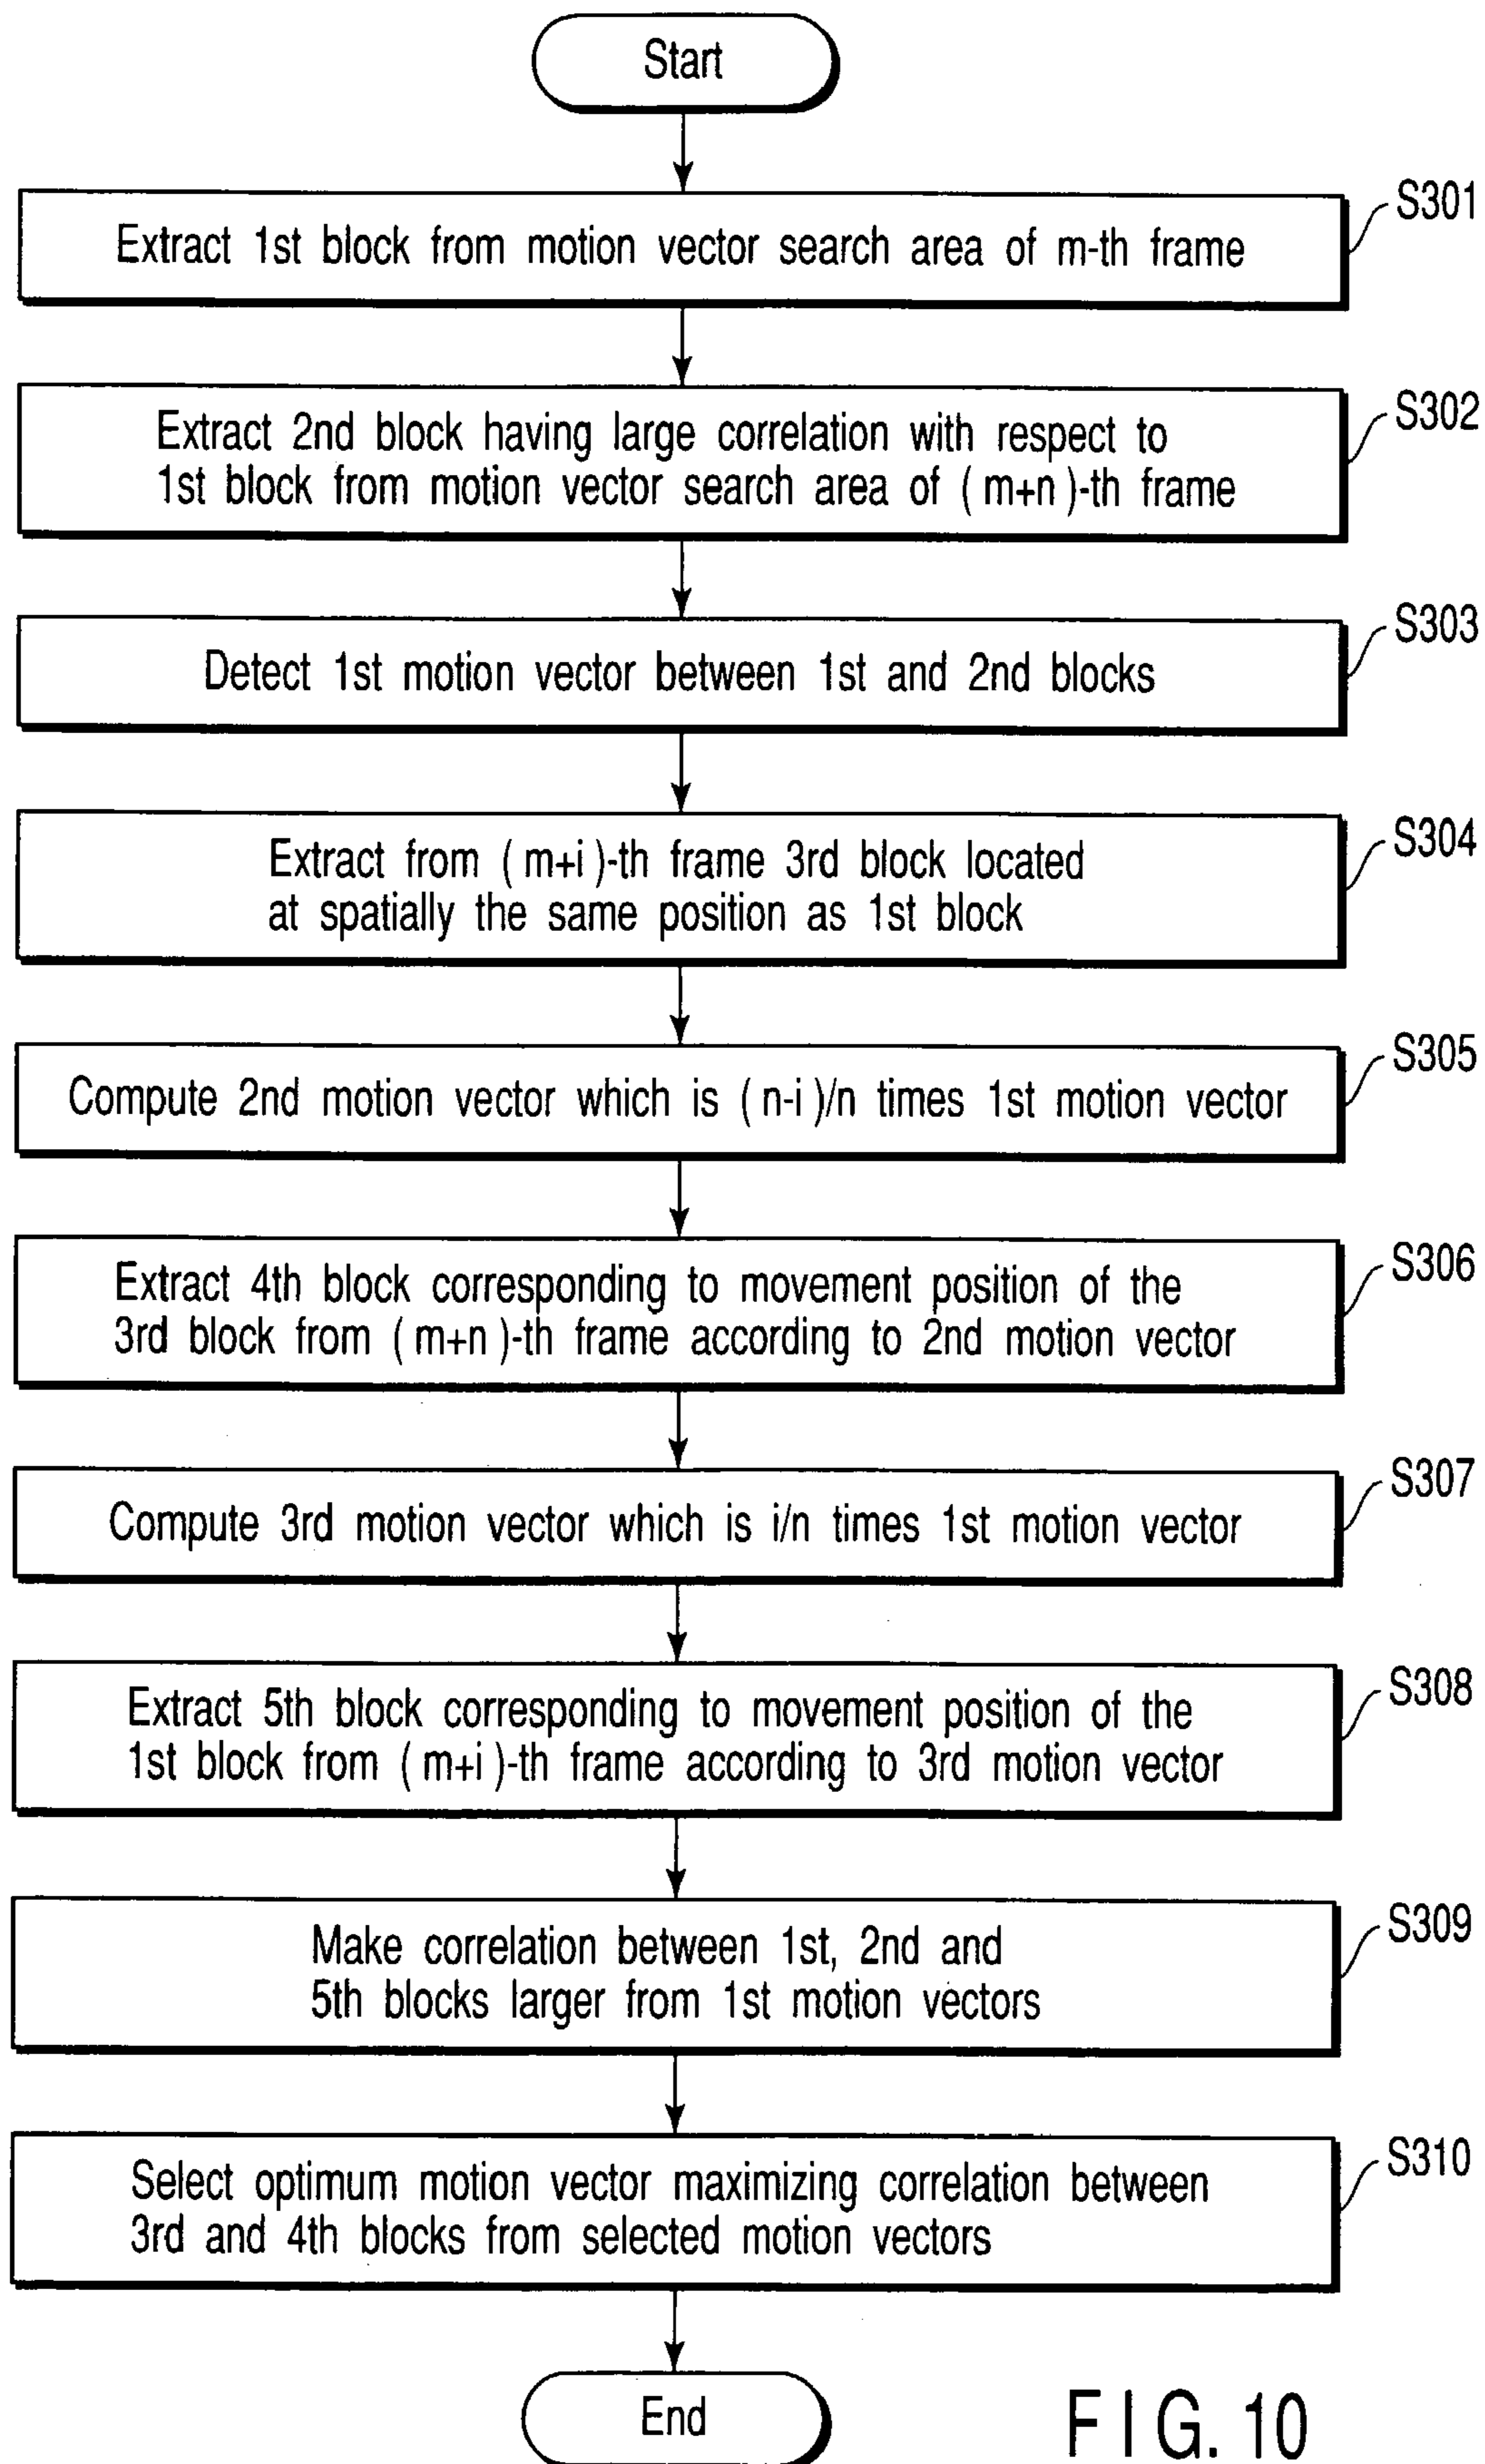 Start
S301
Extract 1st block from motion vector search area of m-th frame
S302
Extract 2nd block having large correlation with respect to
1st block from motion vector search area of (m+n)-th frame
S303
Detect 1st motion vector between 1st and 2nd blocks
S304
Extract from (m+i)-th frame 3rd block located
at spatially the same position as 1st block
S305
Compute 2nd motion vector which is (n-i)/n times 1st motion vector
S306
Extract 4th block corresponding to movement position of the
3rd block from (m+n)-th frame according to 2nd motion vector
S307
Compute 3rd motion vector which is i/n times 1st motion vector
S308
Extract 5th block corresponding to movement position of the
1st block from (m+i)-th frame according to 3rd motion vector
S309
Make correlation between 1st, 2nd and
5th blocks larger from 1st motion vectors
S310
Select optimum motion vector maximizing correlation between
3rd and 4th blocks from selected motion vectors
End
FIG. 10